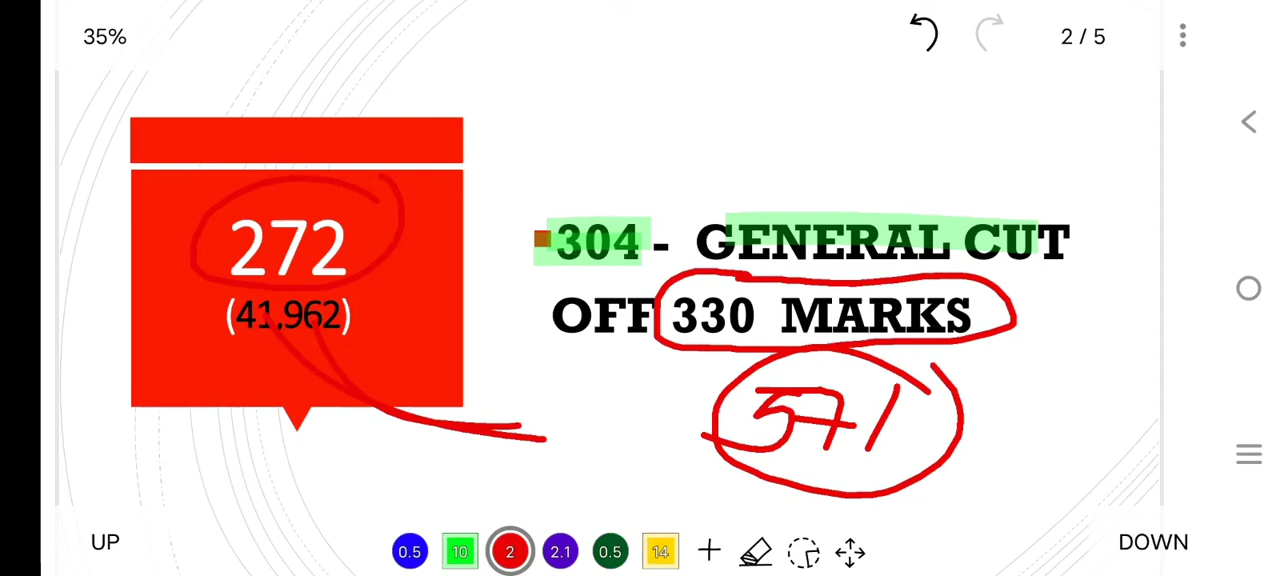 35%
2 / 5
272
(41,962)
304 - GENERAL CUT
OFF 330 MARKS
571
UP
0.5
10
2
2.1
0.5
14
DOWN